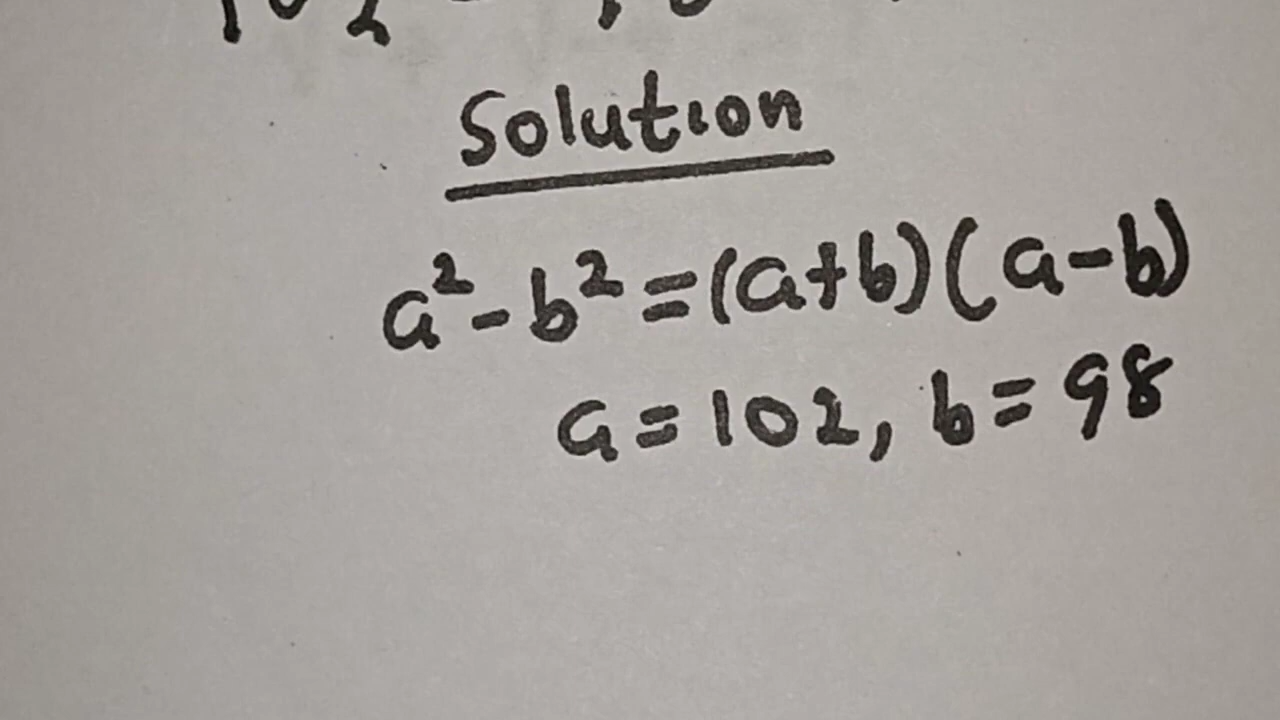 Solution
a²-b²=(a+b)(a-b)
a=102, b=98